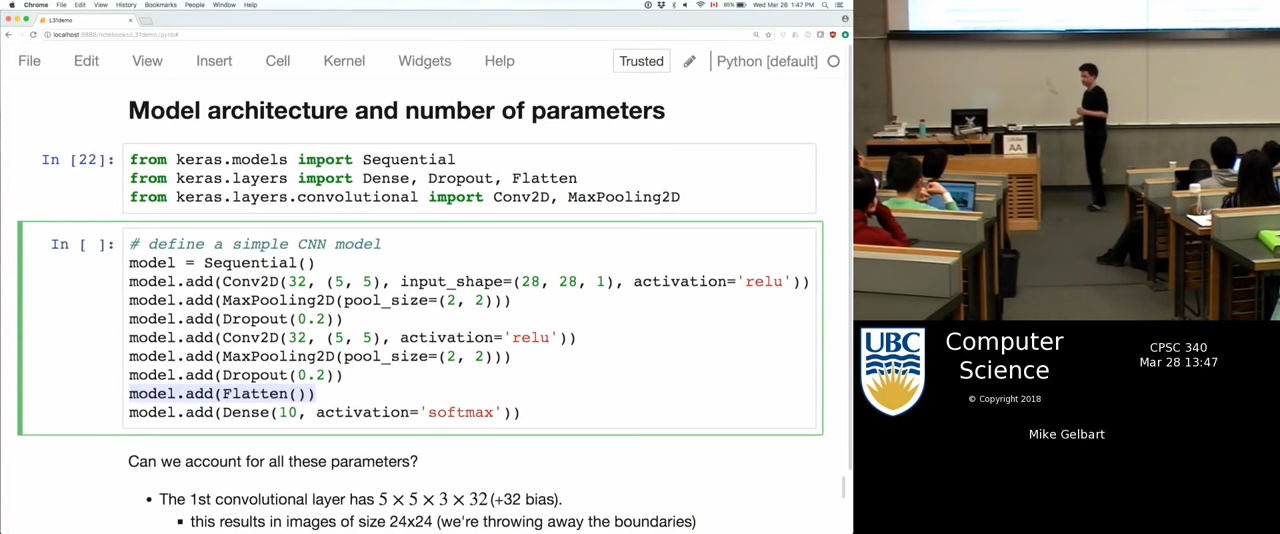 Chrome File Edit View History Bookmarks People Window Help
85% Wed Mar 28 1:47 PM
L31demo
localhost:8888/notebooks/L31demo.ipynb#
File Edit View Insert Cell Kernel Widgets Help Trusted Python [default]
Model architecture and number of parameters
In [22]: from keras.models import Sequential
from keras.layers import Dense, Dropout, Flatten
from keras.layers.convolutional import Conv2D, MaxPooling2D
In [ ]: # define a simple CNN model
model = Sequential()
model.add(Conv2D(32, (5, 5), input_shape=(28, 28, 1), activation='relu'))
model.add(MaxPooling2D(pool_size=(2, 2)))
model.add(Dropout(0.2))
model.add(Conv2D(32, (5, 5), activation='relu'))
model.add(MaxPooling2D(pool_size=(2, 2)))
model.add(Dropout(0.2))
model.add(Flatten())
model.add(Dense(10, activation='softmax'))
Can we account for all these parameters?
• The 1st convolutional layer has 5 × 5 × 3 × 32 (+32 bias).
▪ this results in images of size 24x24 (we're throwing away the boundaries)
AA
UBC
Computer
Science
© Copyright 2018
CPSC 340
Mar 28 13:47
Mike Gelbart